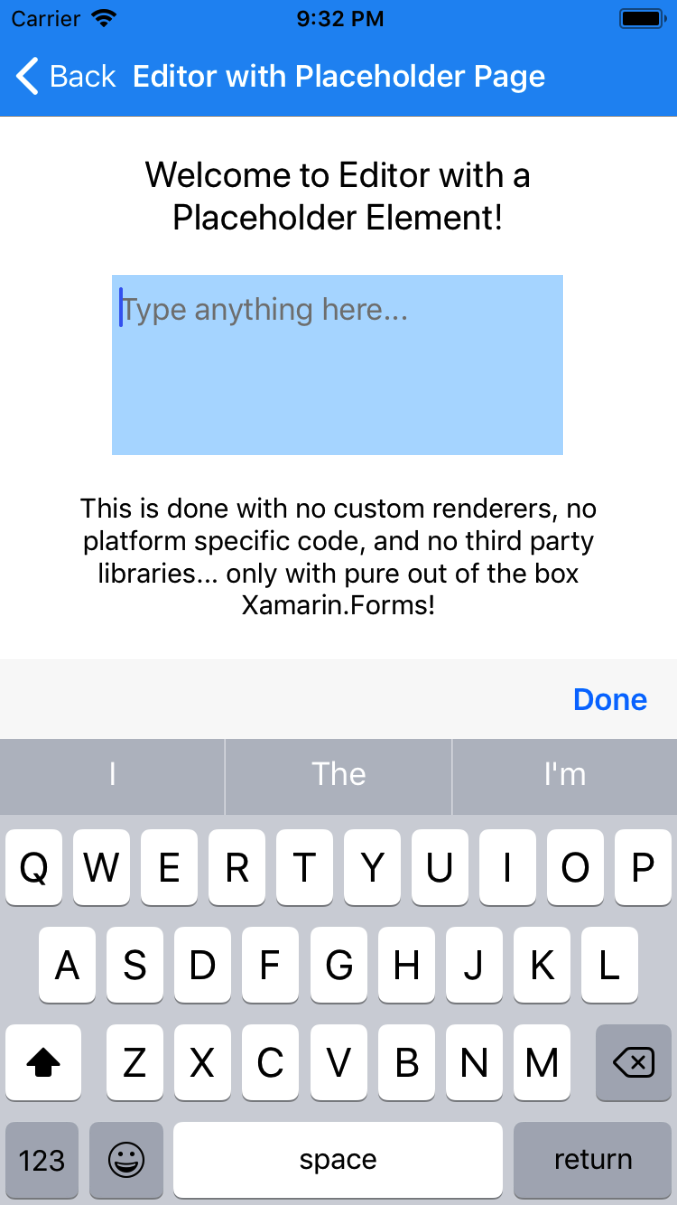 Carrier 9:32 PM
Back Editor with Placeholder Page
Welcome to Editor with a
Placeholder Element!
Type anything here...
This is done with no custom renderers, no
platform specific code, and no third party
libraries... only with pure out of the box
Xamarin.Forms!
Done
I The I'm
Q W E R T Y U I O P
A S D F G H J K L
Z X C V B N M
123 space return